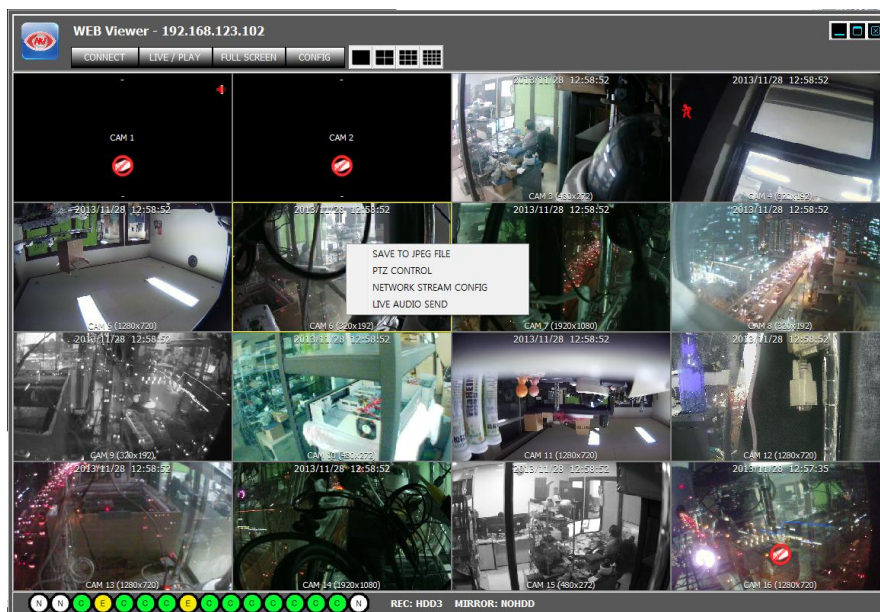 WEB Viewer - 192.168.123.102
CONNECT LIVE / PLAY FULL SCREEN CONFIG
CAM 1
CAM 2
2013/11/28 12:58:52
CAM 3 (480x272)
2013/11/28 12:58:52
CAM 4 (320x192)
2013/11/28 12:58:52
CAM 5 (1280x720)
2013/11/28 12:58:52
CAM 6 (320x192)
2013/11/28 12:58:52
CAM 7 (1920x1080)
2013/11/28 12:58:52
CAM 8 (320x192)
SAVE TO JPEG FILE
PTZ CONTROL
NETWORK STREAM CONFIG
LIVE AUDIO SEND
2013/11/28 12:58:52
CAM 9 (320x192)
2013/11/28 12:58:52
CAM 10 (480x272)
2013/11/28 12:58:52
CAM 11 (1280x720)
2013/11/28 12:58:52
CAM 12 (1280x720)
2013/11/28 12:58:52
CAM 13 (1280x720)
2013/11/28 12:58:52
CAM 14 (1920x1080)
2013/11/28 12:58:52
CAM 15 (480x272)
2013/11/28 12:57:35
CAM 16 (1280x720)
N N C E C C C E C C C C C C C N REC: HDD3 MIRROR: NOHDD